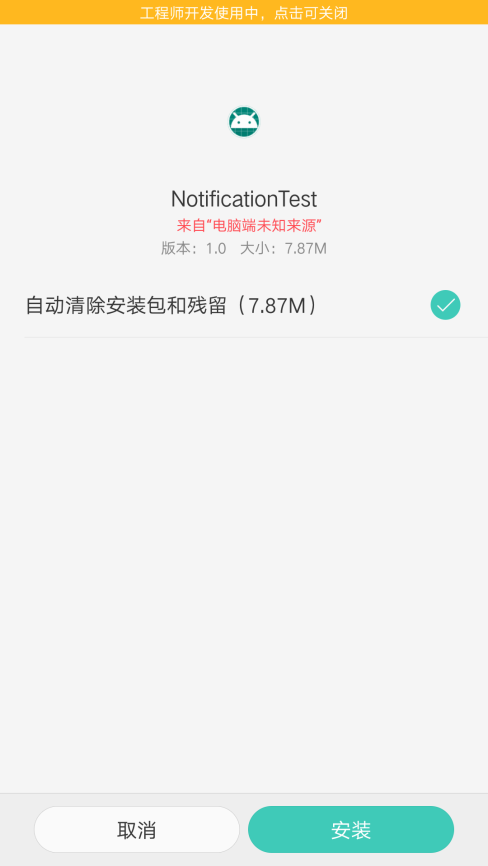 工程师开发使用中，点击可关闭
NotificationTest
来自“电脑端未知来源”
版本：1.0 大小：7.87M
自动清除安装包和残留（7.87M）
取消 安装